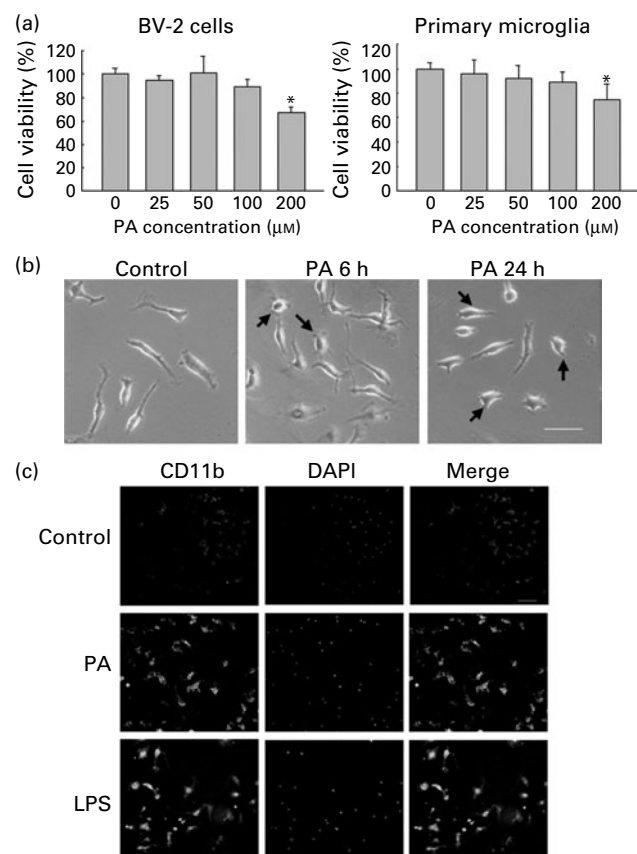 (a)
BV-2 cells
Cell viability (%)
120
100
80
60
40
20
0
*
0 25 50 100 200
PA concentration (μM)
Primary microglia
Cell viability (%)
120
100
80
60
40
20
0
*
0 25 50 100 200
PA concentration (μM)
(b)
Control PA 6 h PA 24 h
(c)
CD11b DAPI Merge
Control
PA
LPS